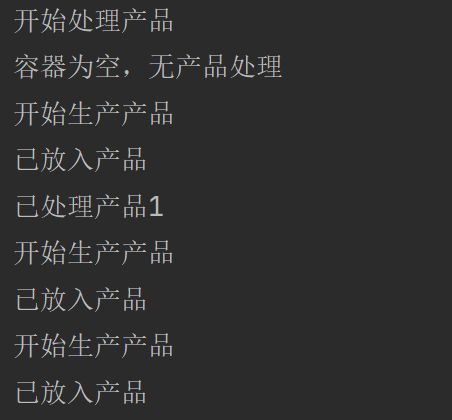 开始处理产品
容器为空，无产品处理
开始生产产品
已放入产品
已处理产品1
开始生产产品
已放入产品
开始生产产品
已放入产品